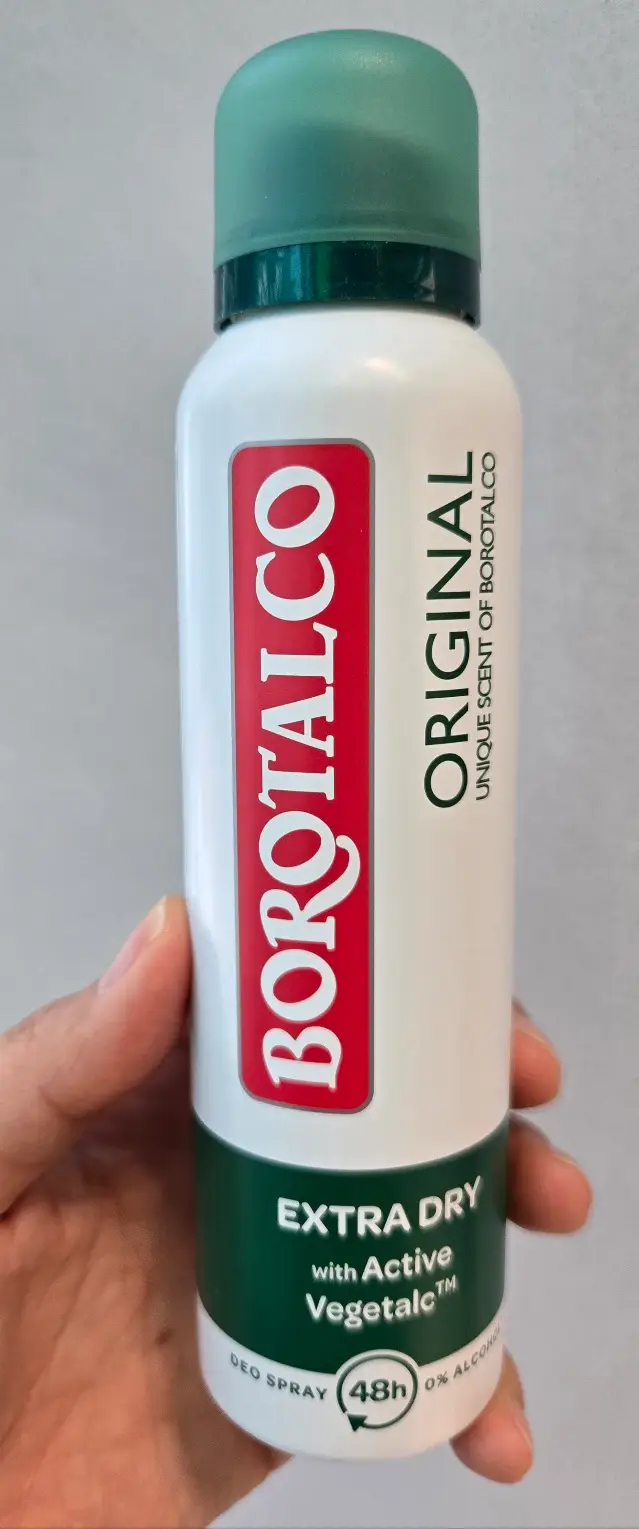 BOROTALCO
ORIGINAL
UNIQUE SCENT OF BOROTALCO
EXTRA DRY
with Active
Vegetalc™
DEO SPRAY 48h 0% ALCOHOL